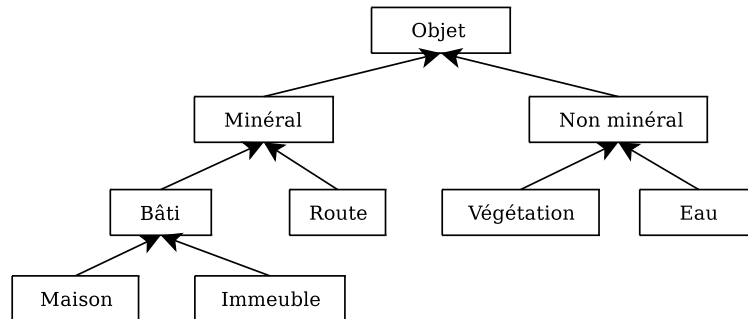 Objet
Minéral
Non minéral
Bâti
Route
Végétation
Eau
Maison
Immeuble